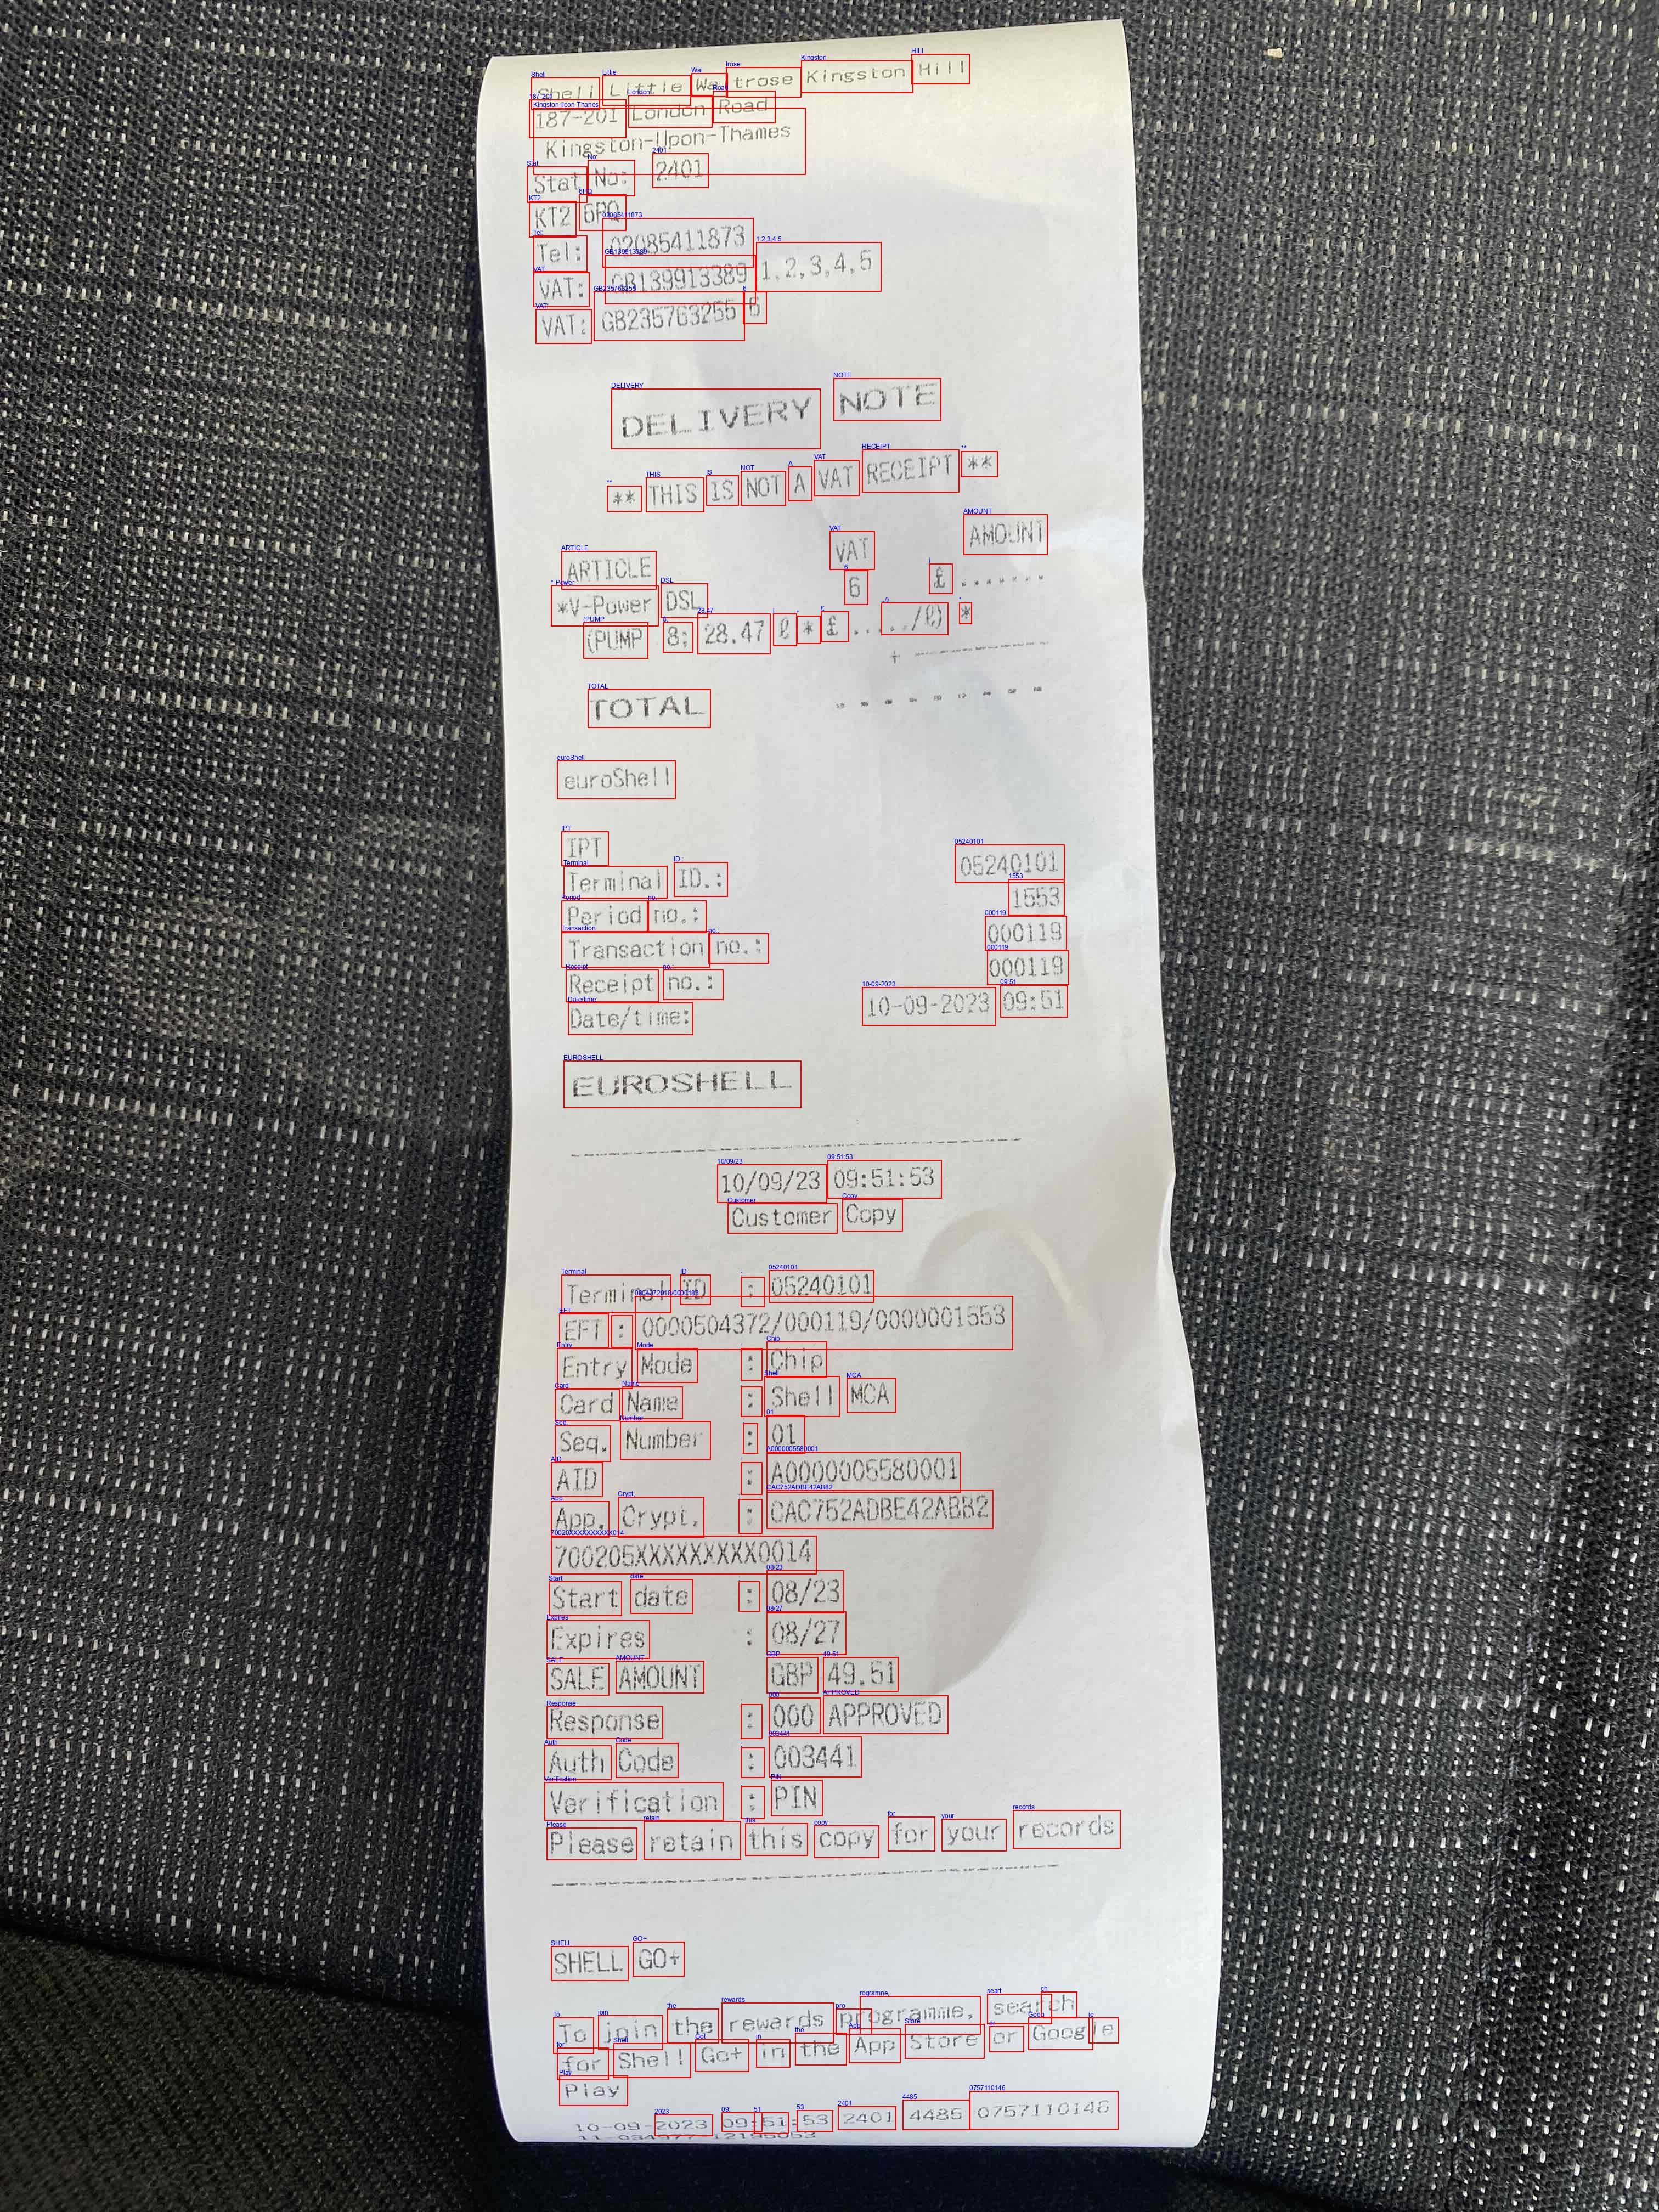 Shell Little Waitrose Kingston Hill
187-201 London Road
Kingston-Upon-Thames
Stat No: 2401
KT2 6PQ
Tel: 02085411873
VAT: GB139913389 1,2,3,4,5
VAT: GB235763255 6
DELIVERY NOTE
** THIS IS NOT A VAT RECEIPT **
ARTICLE VAT AMOUNT
*V-Power DSL 6 £ .......
(PUMP 8; 28.47 ℓ * £ ...../ℓ) *
+ --------------
TOTAL
euroShell
IPT
Terminal ID.: 05240101
Period no.: 1553
Transaction no.: 000119
Receipt no.: 000119
Date/time: 10-09-2023 09:51
EUROSHELL
10/09/23 09:51:53
Customer Copy
Terminal ID : 05240101
EFT : 0000504372/000119/0000001553
Entry Mode : Chip
Card Name : Shell MCA
Seq. Number : 01
AID : A0000005580001
App. Crypt. : CAC752ADBE42ABB2
700205XXXXXXXXX0014
Start date : 08/23
Expires : 08/27
SALE AMOUNT GBP 49.51
Response : 000 APPROVED
Auth Code : 003441
Verification : PIN
Please retain this copy for your records
SHELL GO+
To join the rewards programme, search
for Shell Go+ in the App Store or Google
Play
10-09-2023 09:51:53 2401 4485 0757110146